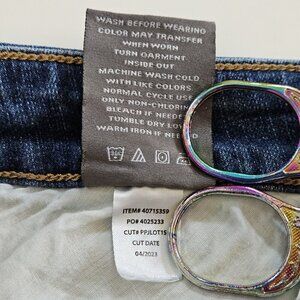 WASH BEFORE WEARING
COLOR MAY TRANSFER
WHEN WORN
TURN GARMENT
INSIDE OUT
MACHINE WASH COLD
WITH LIKE COLORS
NORMAL CYCLE USE
ONLY NON-CHLORINE
BLEACH IF NEEDED
TUMBLE DRY LOW
WARM IRON IF NEEDED
ITEM# 40715359
PO# 4025233
CUT# PPJLOT15
CUT DATE
04/2023